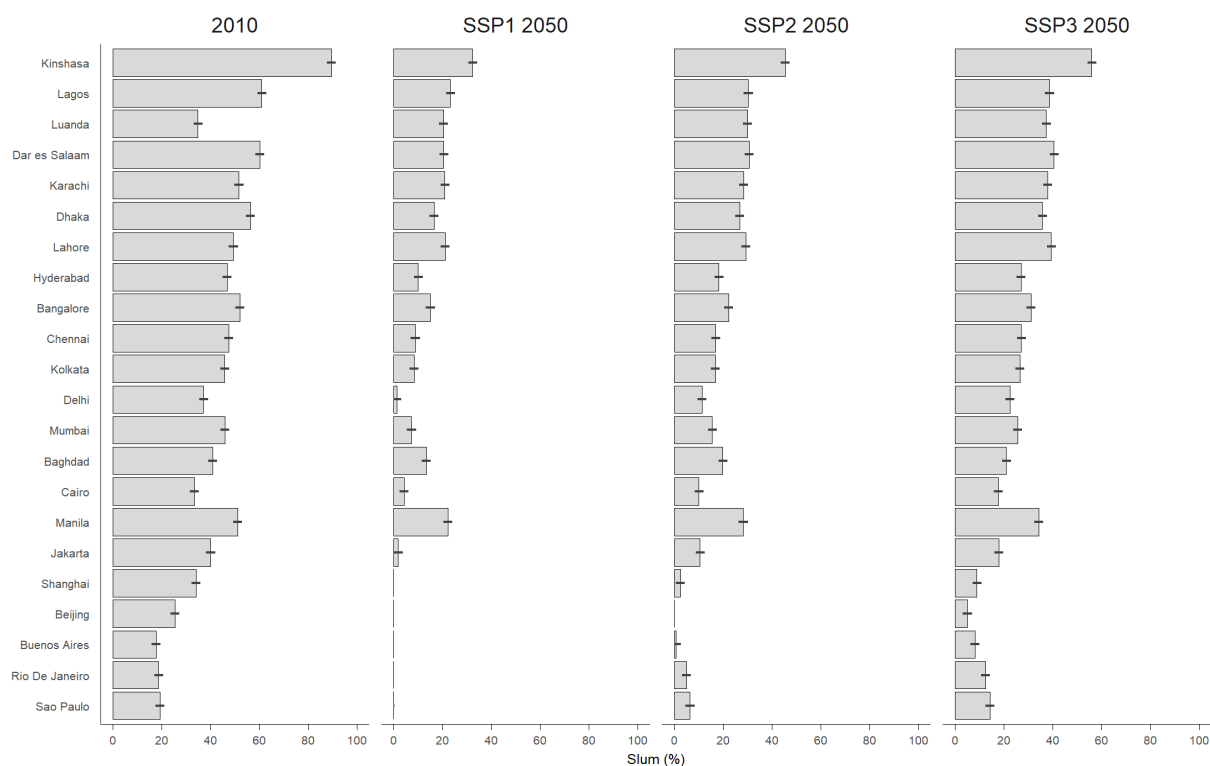 2010
SSP1 2050
SSP2 2050
SSP3 2050
Kinshasa
Lagos
Luanda
Dar es Salaam
Karachi
Dhaka
Lahore
Hyderabad
Bangalore
Chennai
Kolkata
Delhi
Mumbai
Baghdad
Cairo
Manila
Jakarta
Shanghai
Beijing
Buenos Aires
Rio De Janeiro
Sao Paulo
0 20 40 60 80 100
0 20 40 60 80 100
0 20 40 60 80 100
0 20 40 60 80 100
Slum (%)